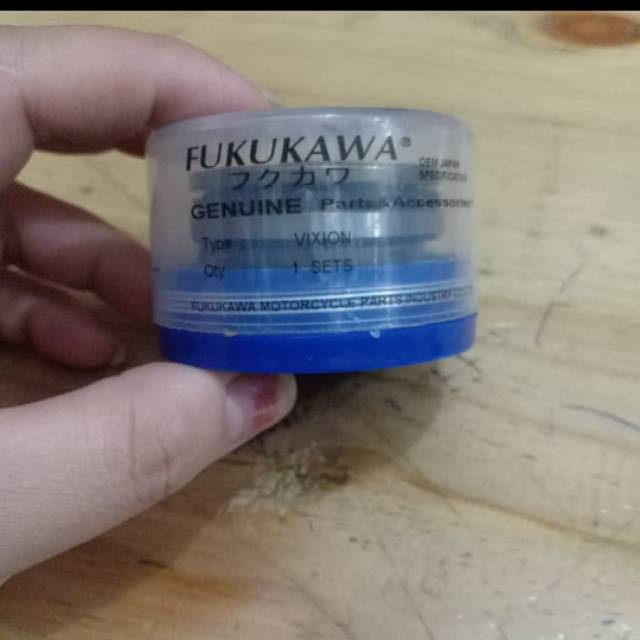 FUKUKAWA®
フクカワ
OEM JAPAN
SPECIFICATION
GENUINE Parts & Accessories
Type : VIXION
Qty : 1 SETS
FUKUKAWA MOTORCYCLE PARTS INDUSTRY CO